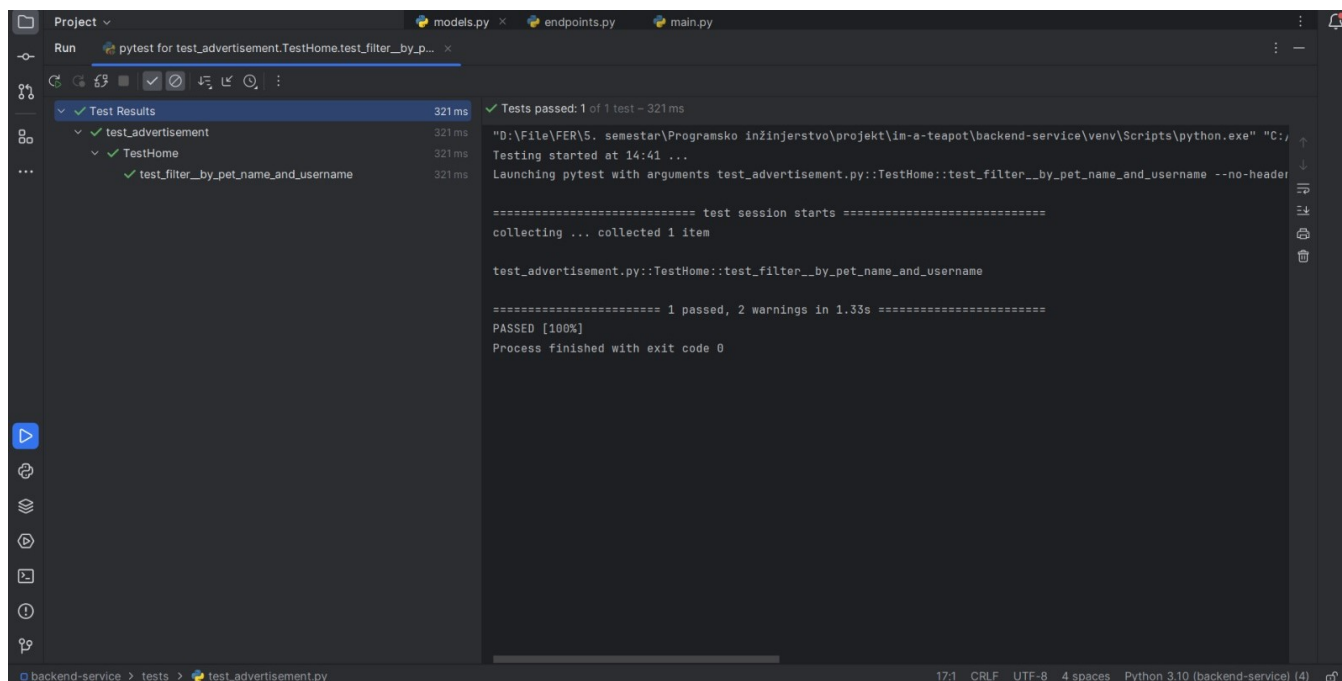 Project
models.py
endpoints.py
main.py
Run
pytest for test_advertisement.TestHome.test_filter__by_p...
Test Results 321 ms
test_advertisement 321 ms
TestHome 321 ms
test_filter__by_pet_name_and_username 321 ms
Tests passed: 1 of 1 test – 321 ms
"D:\File\FER\5. semestar\Programsko inžinjerstvo\projekt\im-a-teapot\backend-service\venv\Scripts\python.exe" "C:/
Testing started at 14:41 ...
Launching pytest with arguments test_advertisement.py::TestHome::test_filter__by_pet_name_and_username --no-header
============================= test session starts =============================
collecting ... collected 1 item
test_advertisement.py::TestHome::test_filter__by_pet_name_and_username
======================== 1 passed, 2 warnings in 1.33s ========================
PASSED [100%]
Process finished with exit code 0
backend-service > tests > test_advertisement.py
17:1 CRLF UTF-8 4 spaces Python 3.10 (backend-service) (4)